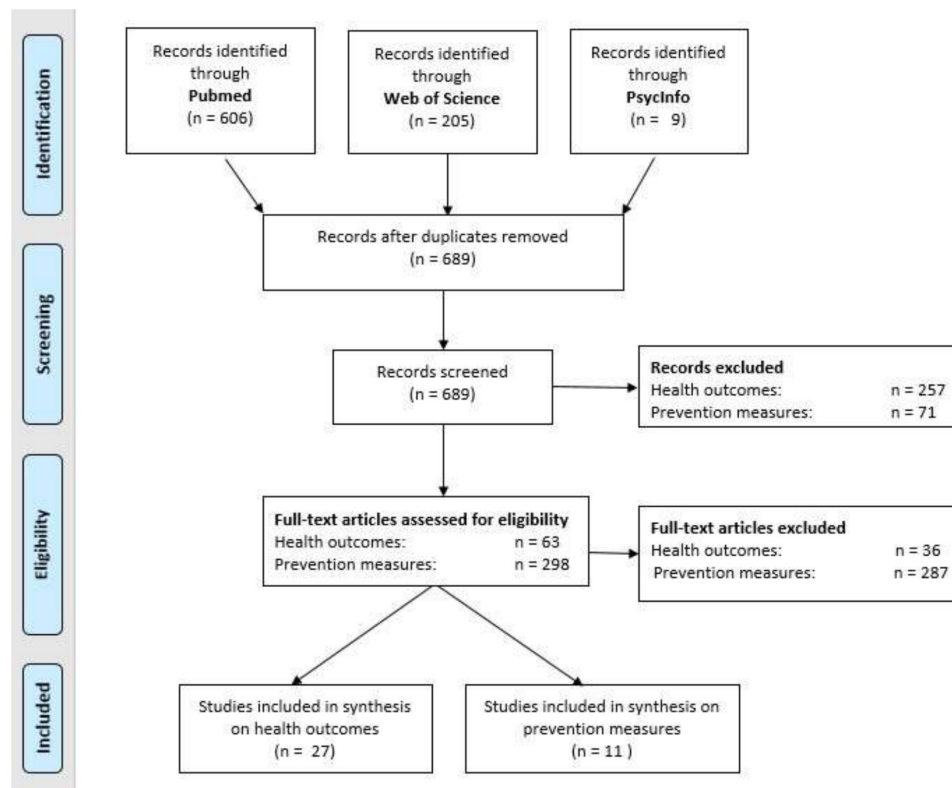 Identification
Records identified
through
Pubmed
(n = 606)
Records identified
through
Web of Science
(n = 205)
Records identified
through
PsycInfo
(n = 9)
Records after duplicates removed
(n = 689)
Screening
Records screened
(n = 689)
Records excluded
Health outcomes: n = 257
Prevention measures: n = 71
Eligibility
Full-text articles assessed for eligibility
Health outcomes: n = 63
Prevention measures: n = 298
Full-text articles excluded
Health outcomes: n = 36
Prevention measures: n = 287
Included
Studies included in synthesis
on health outcomes
(n = 27)
Studies included in synthesis on
prevention measures
(n = 11 )